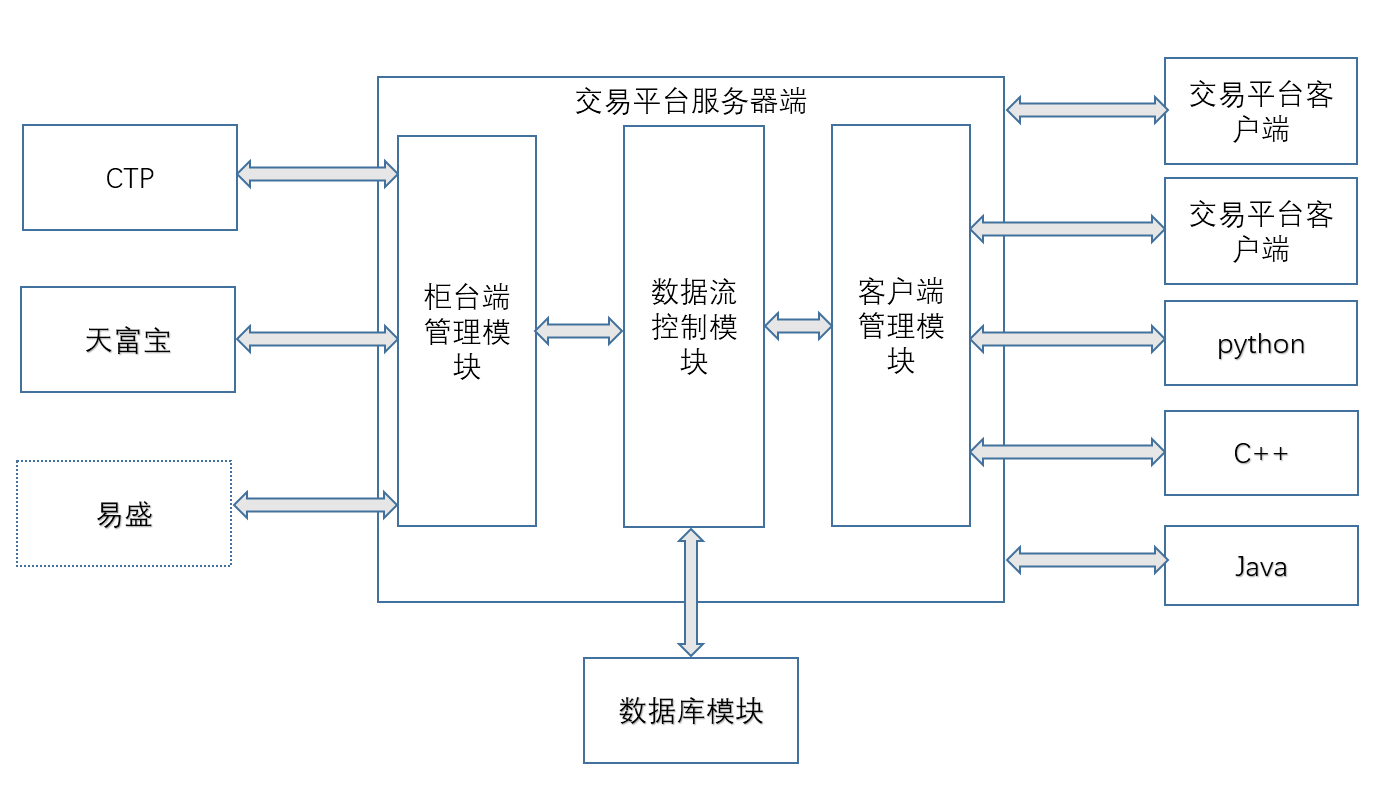 交易平台服务器端
CTP
天富宝
易盛
柜台端
管理模
块
数据流
控制模
块
客户端
管理模
块
交易平台客
户端
交易平台客
户端
python
C++
Java
数据库模块